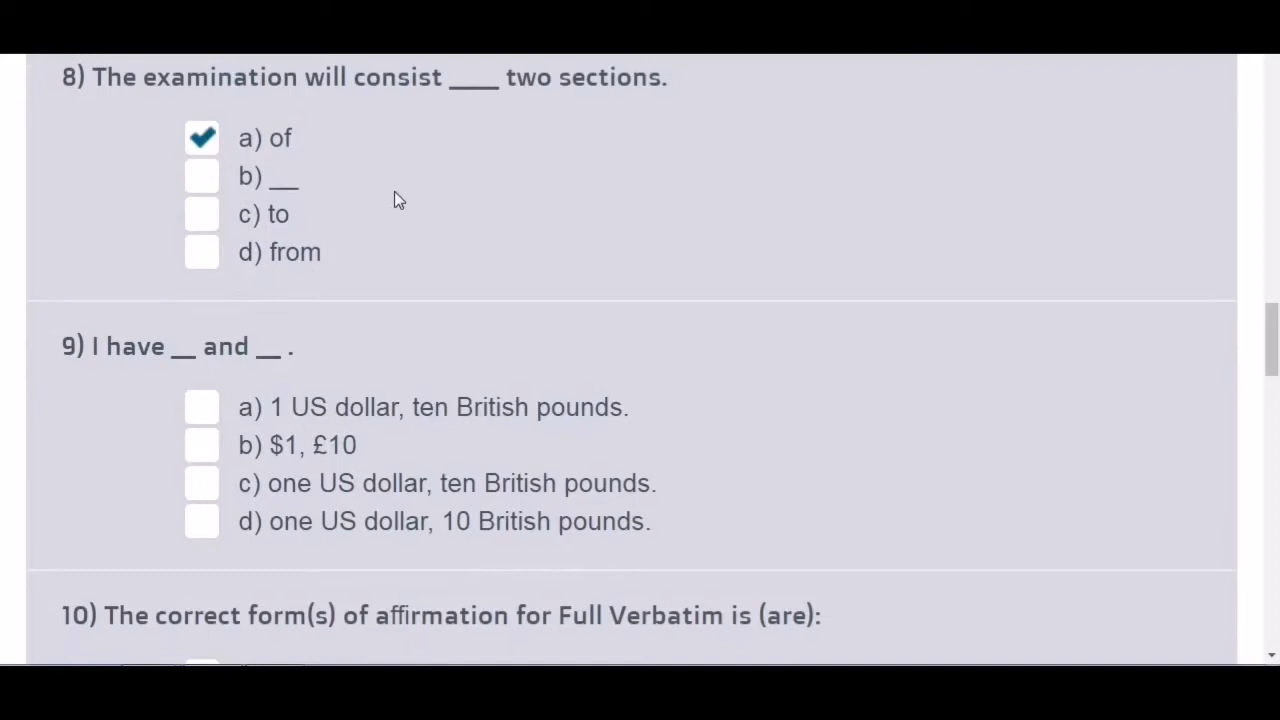 8) The examination will consist ____ two sections.
a) of
b) __
c) to
d) from
9) I have __ and __ .
a) 1 US dollar, ten British pounds.
b) $1, £10
c) one US dollar, ten British pounds.
d) one US dollar, 10 British pounds.
10) The correct form(s) of affirmation for Full Verbatim is (are):